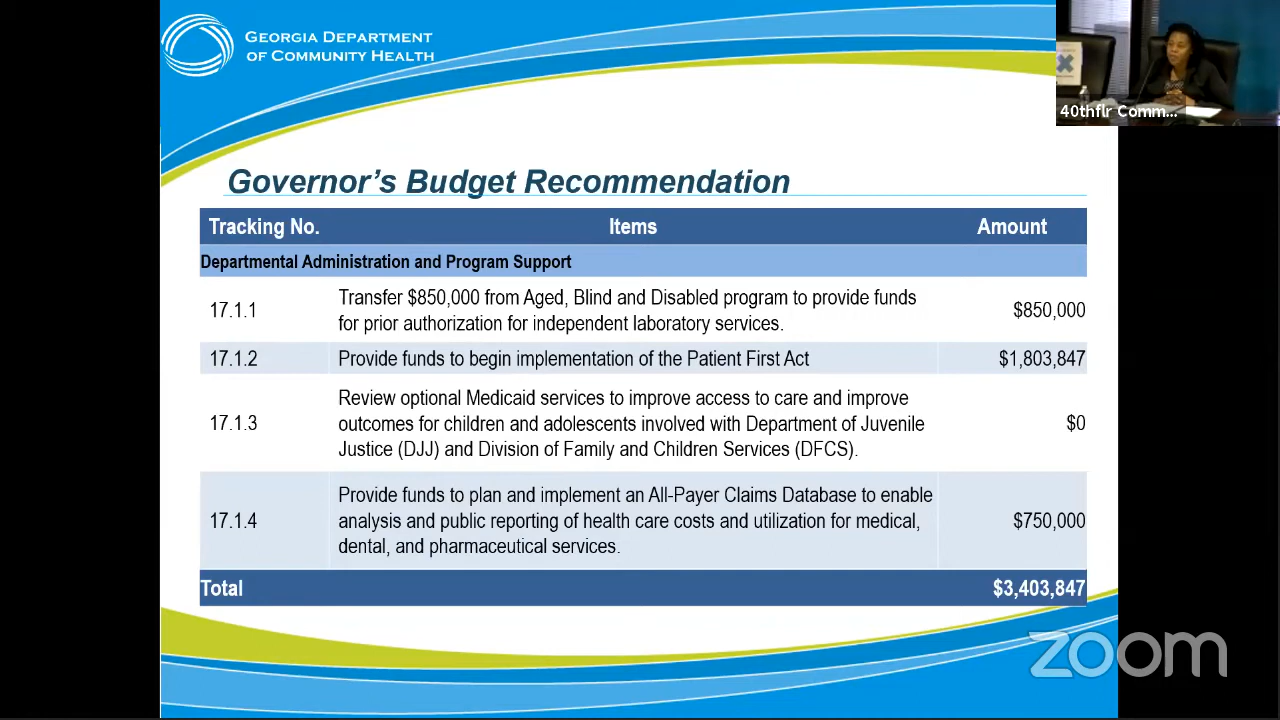 GEORGIA DEPARTMENT
OF COMMUNITY HEALTH
40thflr Comm...
Governor's Budget Recommendation
Tracking No. Items Amount
Departmental Administration and Program Support
17.1.1 Transfer $850,000 from Aged, Blind and Disabled program to provide funds
for prior authorization for independent laboratory services. $850,000
17.1.2 Provide funds to begin implementation of the Patient First Act $1,803,847
Review optional Medicaid services to improve access to care and improve
17.1.3 outcomes for children and adolescents involved with Department of Juvenile $0
Justice (DJJ) and Division of Family and Children Services (DFCS).
Provide funds to plan and implement an All-Payer Claims Database to enable
17.1.4 analysis and public reporting of health care costs and utilization for medical, $750,000
dental, and pharmaceutical services.
Total $3,403,847
zoom